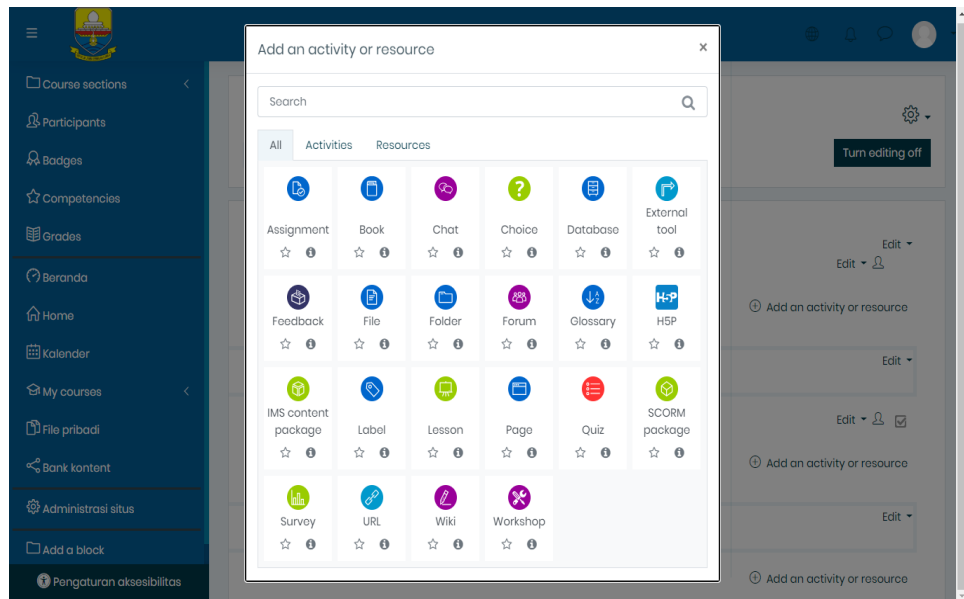 Add an activity or resource
×
Search
All Activities Resources
Assignment Book Chat Choice Database External tool
Feedback File Folder Forum Glossary H5P
H-P
IMS content package Label Lesson Page Quiz SCORM package
Survey URL Wiki Workshop
Course sections
Participants
Badges
Competencies
Grades
Beranda
Home
Kalender
My courses
File pribadi
Bank kontent
Administrasi situs
Add a block
Pengaturan aksesibilitas
Turn editing off
Edit
Edit
Add an activity or resource
Edit
Edit
Add an activity or resource
Edit
Add an activity or resource